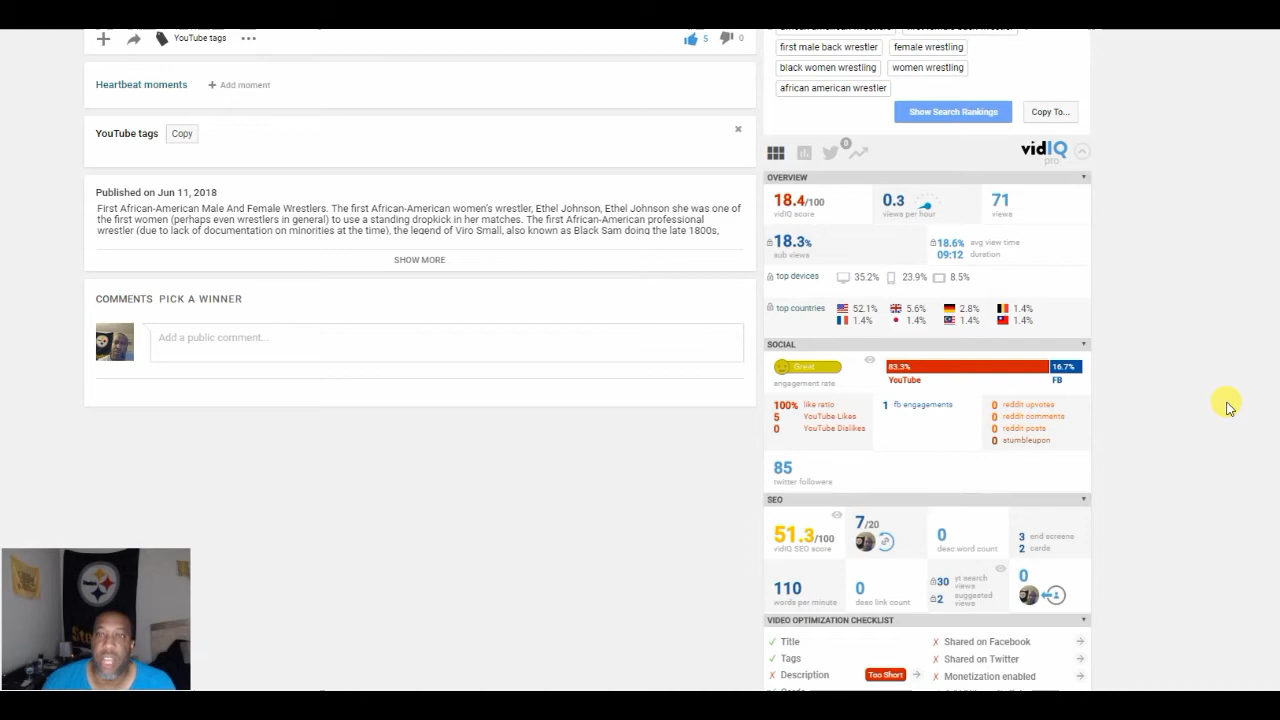 YouTube tags
5
0
Heartbeat moments
Add moment
YouTube tags
Copy
Published on Jun 11, 2018
First African-American Male And Female Wrestlers. The first African-American women's wrestler, Ethel Johnson, Ethel Johnson she was one of
the first women (perhaps even wrestlers in general) to use a standing dropkick in her matches. The first African-American professional
wrestler (due to lack of documentation on minorities at the time), the legend of Viro Small, also known as Black Sam doing the late 1800s,
SHOW MORE
COMMENTS PICK A WINNER
Add a public comment...
first male back wrestler
female wrestling
black women wrestling
women wrestling
african american wrestler
Show Search Rankings
Copy To...
0
vidIQ
pro
OVERVIEW
18.4/100
vidIQ score
0.3
views per hour
71
views
18.3%
sub views
18.6% avg view time
09:12 duration
top devices
35.2%
23.9%
8.5%
top countries
52.1%
5.6%
2.8%
1.4%
1.4%
1.4%
1.4%
1.4%
SOCIAL
Great
engagement rate
83.3%
16.7%
YouTube
FB
100% like ratio
5 YouTube Likes
0 YouTube Dislikes
1 fb engagements
0 reddit upvotes
0 reddit comments
0 reddit posts
0 stumbleupon
85
twitter followers
SEO
51.3/100
vidIQ SEO score
7/20
0
desc word count
3 end screens
2 cards
110
words per minute
0
desc link count
30 yt search views
2 suggested views
0
VIDEO OPTIMIZATION CHECKLIST
Title
Tags
Description
Too Short
Shared on Facebook
Shared on Twitter
Monetization enabled